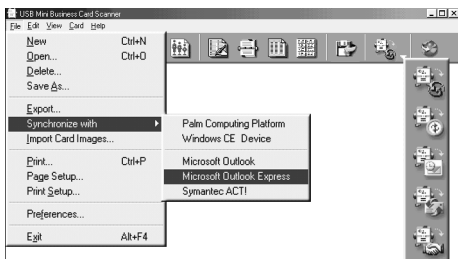 USB Mini Business Card Scanner
File Edit View Card Help
New Ctrl+N
Open... Ctrl+O
Delete...
Save As...
Export...
Synchronize with
Import Card Images...
Print... Ctrl+P
Page Setup...
Print Setup...
Preferences...
Exit Alt+F4
Palm Computing Platform
Windows CE Device
Microsoft Outlook
Microsoft Outlook Express
Symantec ACT!